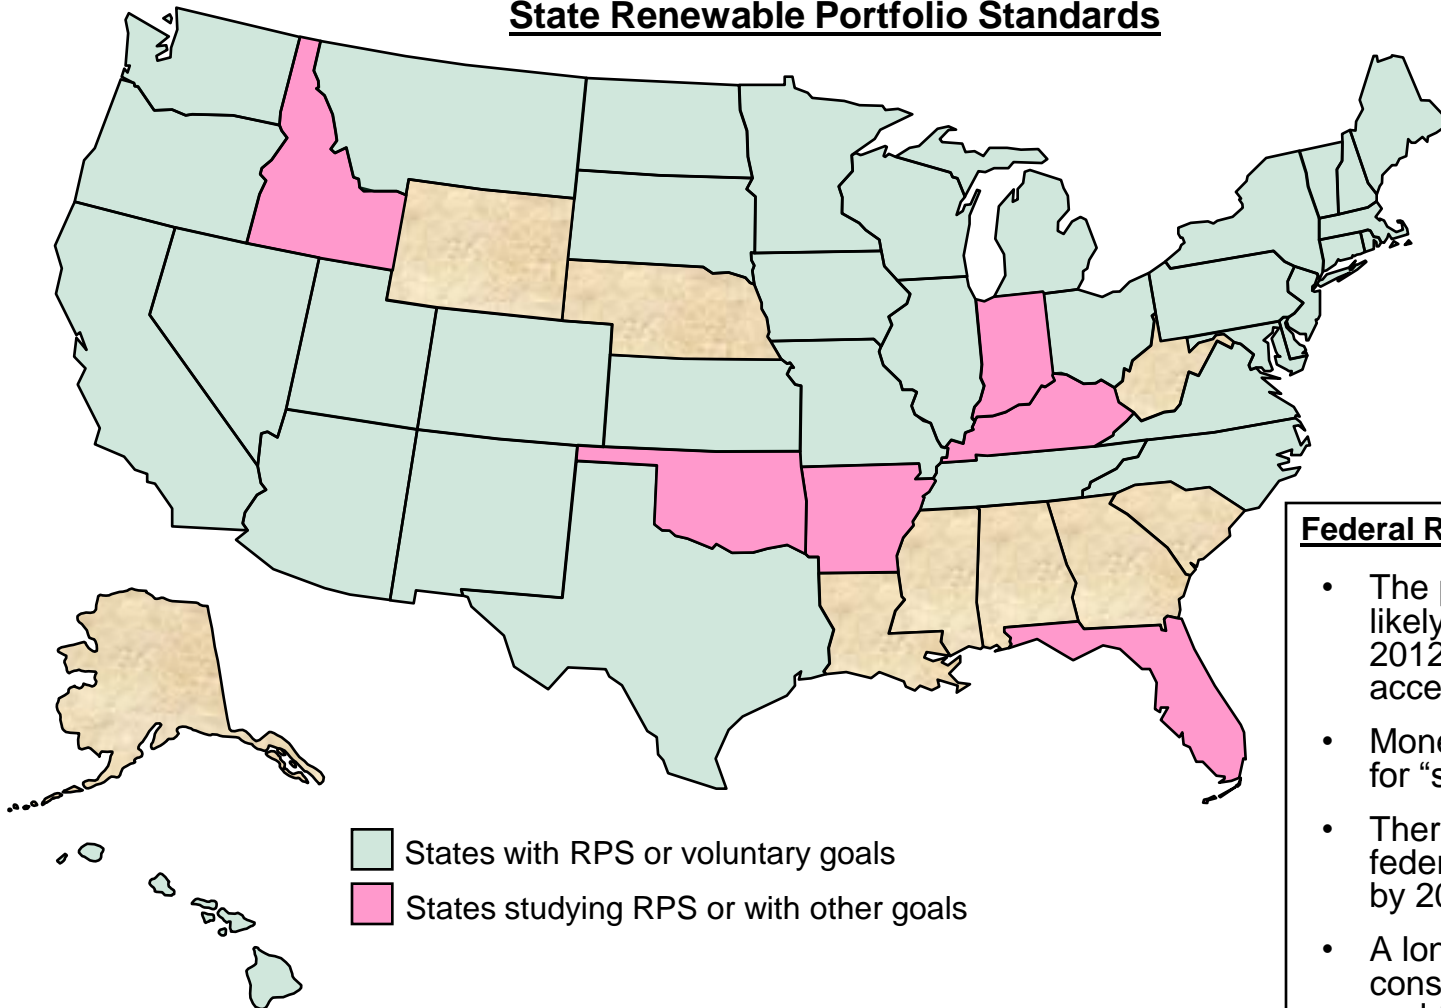 State Renewable Portfolio Standards
States with RPS or voluntary goals
States studying RPS or with other goals
Federal R
• The
likely
2012
acce
• Mone
for “s
• Ther
feder
by 20
• A lon
cons